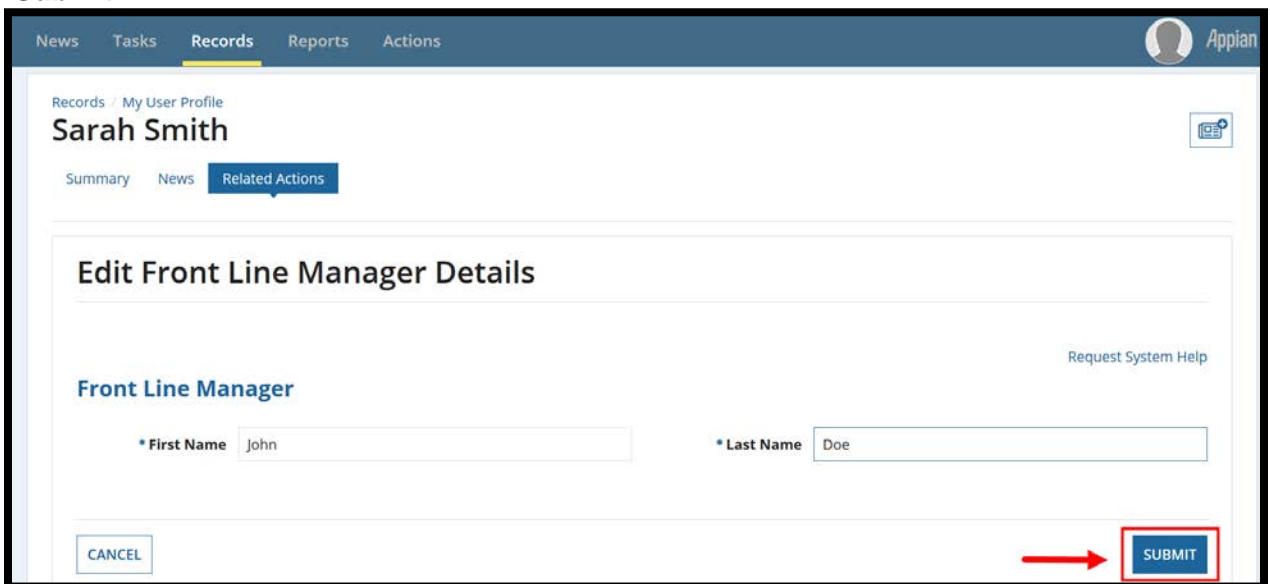 News Tasks Records Reports Actions Appian
Records / My User Profile
Sarah Smith
Summary News Related Actions
Edit Front Line Manager Details
Request System Help
Front Line Manager
* First Name John * Last Name Doe
CANCEL SUBMIT